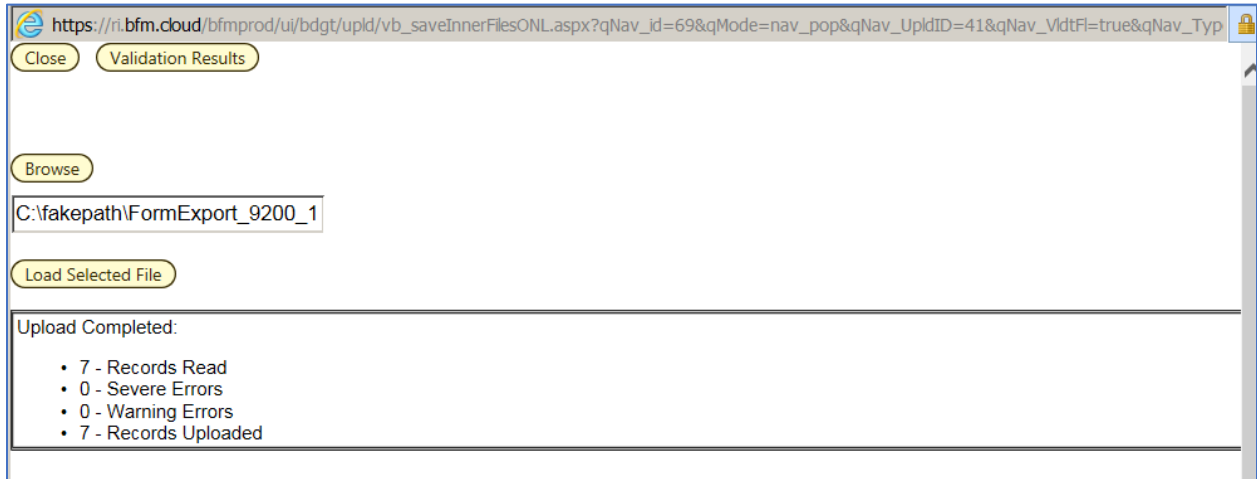 https://ri.bfm.cloud/bfmprod/ui/bdgt/upld/vb_saveInnerFilesONL.aspx?qNav_id=69&qMode=nav_pop&qNav_UpldID=41&qNav_VldtFl=true&qNav_Typ
Close Validation Results
Browse
C:\fakepath\FormExport_9200_1
Load Selected File
Upload Completed:
• 7 - Records Read
• 0 - Severe Errors
• 0 - Warning Errors
• 7 - Records Uploaded